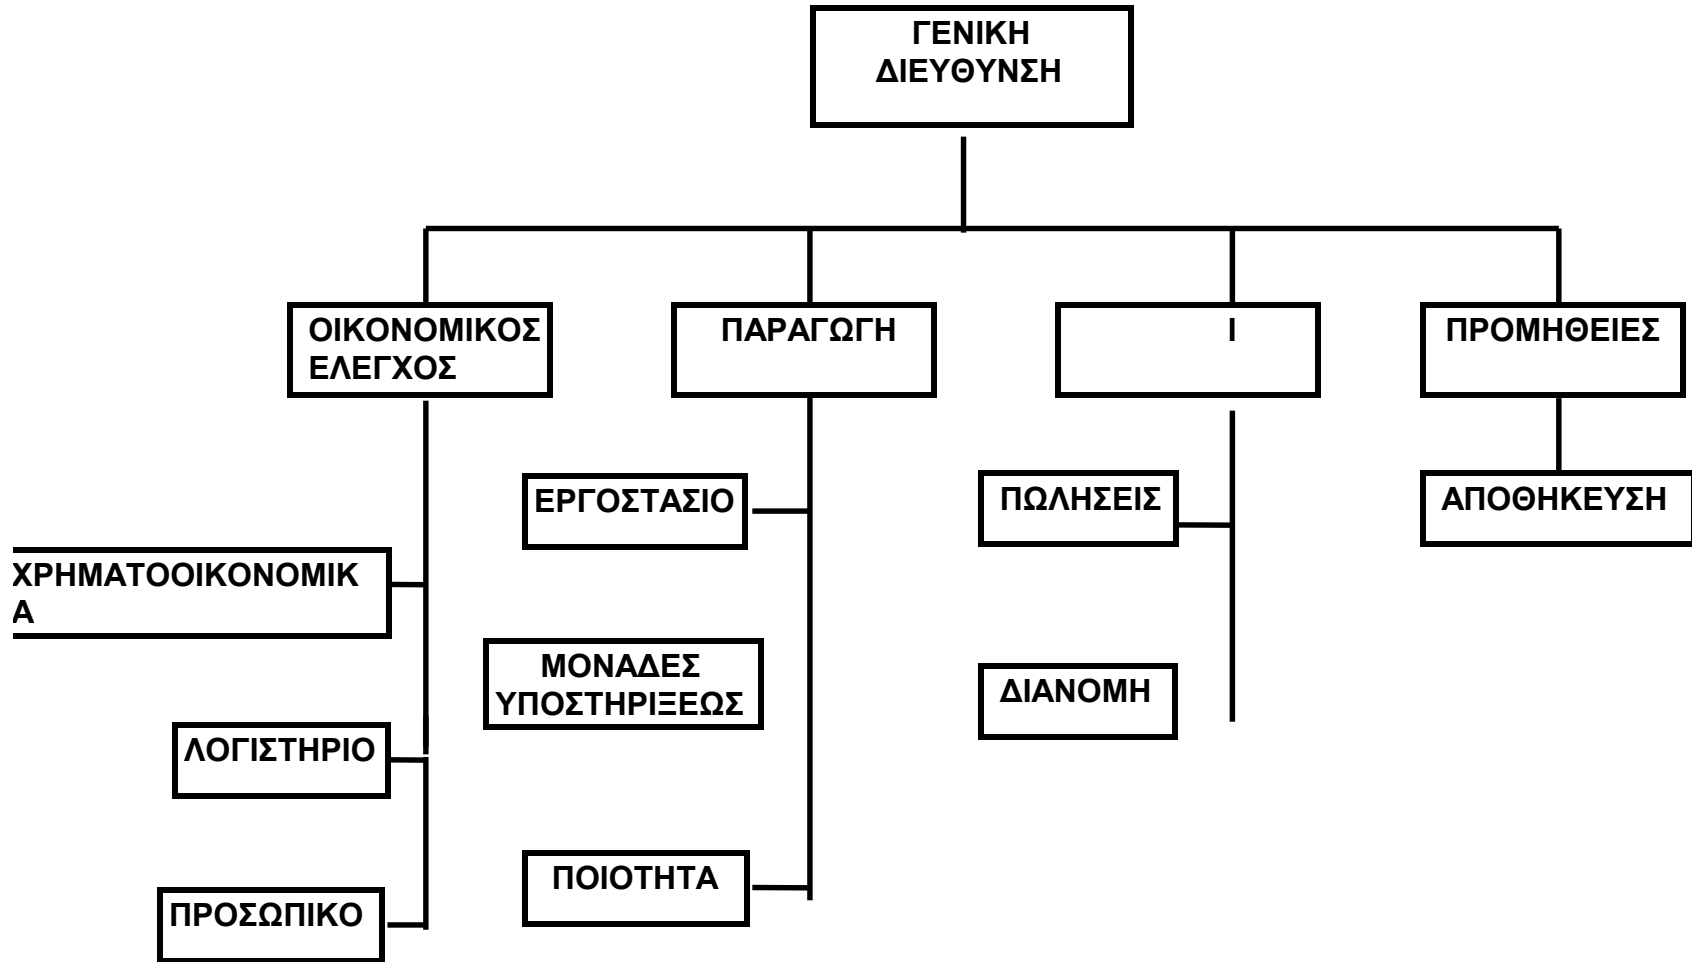 ΓΕΝΙΚΗ
ΔΙΕΥΘΥΝΣΗ
ΟΙΚΟΝΟΜΙΚΟΣ
ΕΛΕΓΧΟΣ
ΠΑΡΑΓΩΓΗ
Ι
ΠΡΟΜΗΘΕΙΕΣ
ΕΡΓΟΣΤΑΣΙΟ
ΠΩΛΗΣΕΙΣ
ΑΠΟΘΗΚΕΥΣΗ
ΧΡΗΜΑΤΟΟΙΚΟΝΟΜΙΚ
Α
ΜΟΝΑΔΕΣ
ΥΠΟΣΤΗΡΙΞΕΩΣ
ΔΙΑΝΟΜΗ
ΛΟΓΙΣΤΗΡΙΟ
ΠΟΙΟΤΗΤΑ
ΠΡΟΣΩΠΙΚΟ